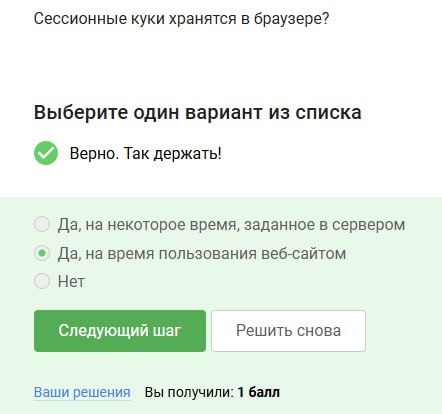 Сессионные куки хранятся в браузере?
Выберите один вариант из списка
Верно. Так держать!
Да, на некоторое время, заданное в сервером
Да, на время пользования веб-сайтом
Нет
Следующий шаг Решить снова
Ваши решения Вы получили: 1 балл